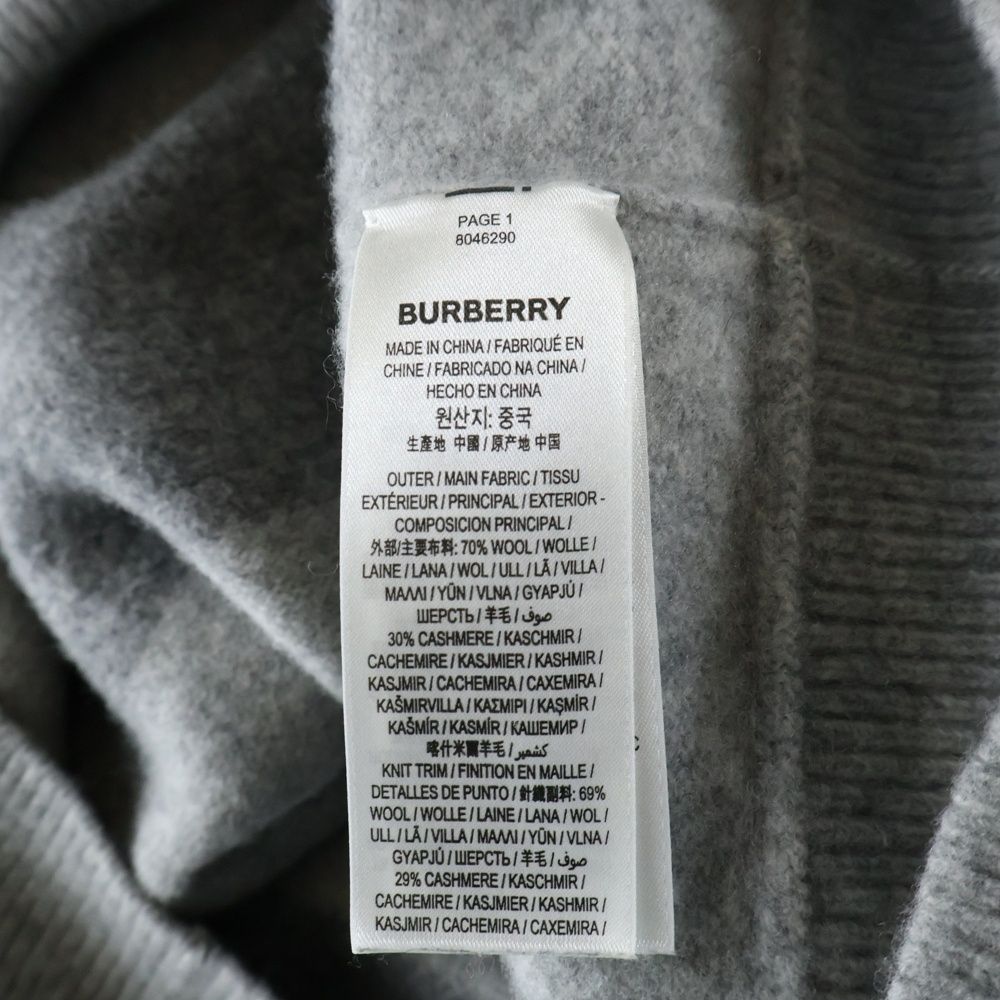 PAGE 1
8046290
BURBERRY
MADE IN CHINA / FABRIQUÉ EN
CHINE / FABRICADO NA CHINA /
HECHO EN CHINA
원산지: 중국
生產地 中國 / 原产地 中国
OUTER / MAIN FABRIC / TISSU
EXTÉRIEUR / PRINCIPAL / EXTERIOR -
COMPOSICION PRINCIPAL /
外部/主要布料: 70% WOOL / WOLLE /
LAINE / LANA / WOL / ULL / LÃ / VILLA /
ΜΑΛΛΙ / YÜN / VLNA / GYAPJÚ /
ШЕРСТЬ / 羊毛 / صوف /
30% CASHMERE / KASCHMIR /
CACHEMIRE / KASJMIER / KASHMIR /
KASJMIR / CACHEMIRA / CAXEMIRA /
KAŠMIRVILLA / ΚΑΣΜΙΡΙ / KAŞMİR /
KAŠMÍR / KASMÍR / КАШЕМИР /
喀什米爾羊毛 / كشمير
KNIT TRIM / FINITION EN MAILLE /
DETALLES DE PUNTO / 針織副料: 69%
WOOL / WOLLE / LAINE / LANA / WOL /
ULL / LÃ / VILLA / ΜΑΛΛΙ / YÜN / VLNA /
GYAPJÚ / ШЕРСТЬ / 羊毛 / صوف /
29% CASHMERE / KASCHMIR /
CACHEMIRE / KASJMIER / KASHMIR /
KASJMIR / CACHEMIRA / CAXEMIRA /